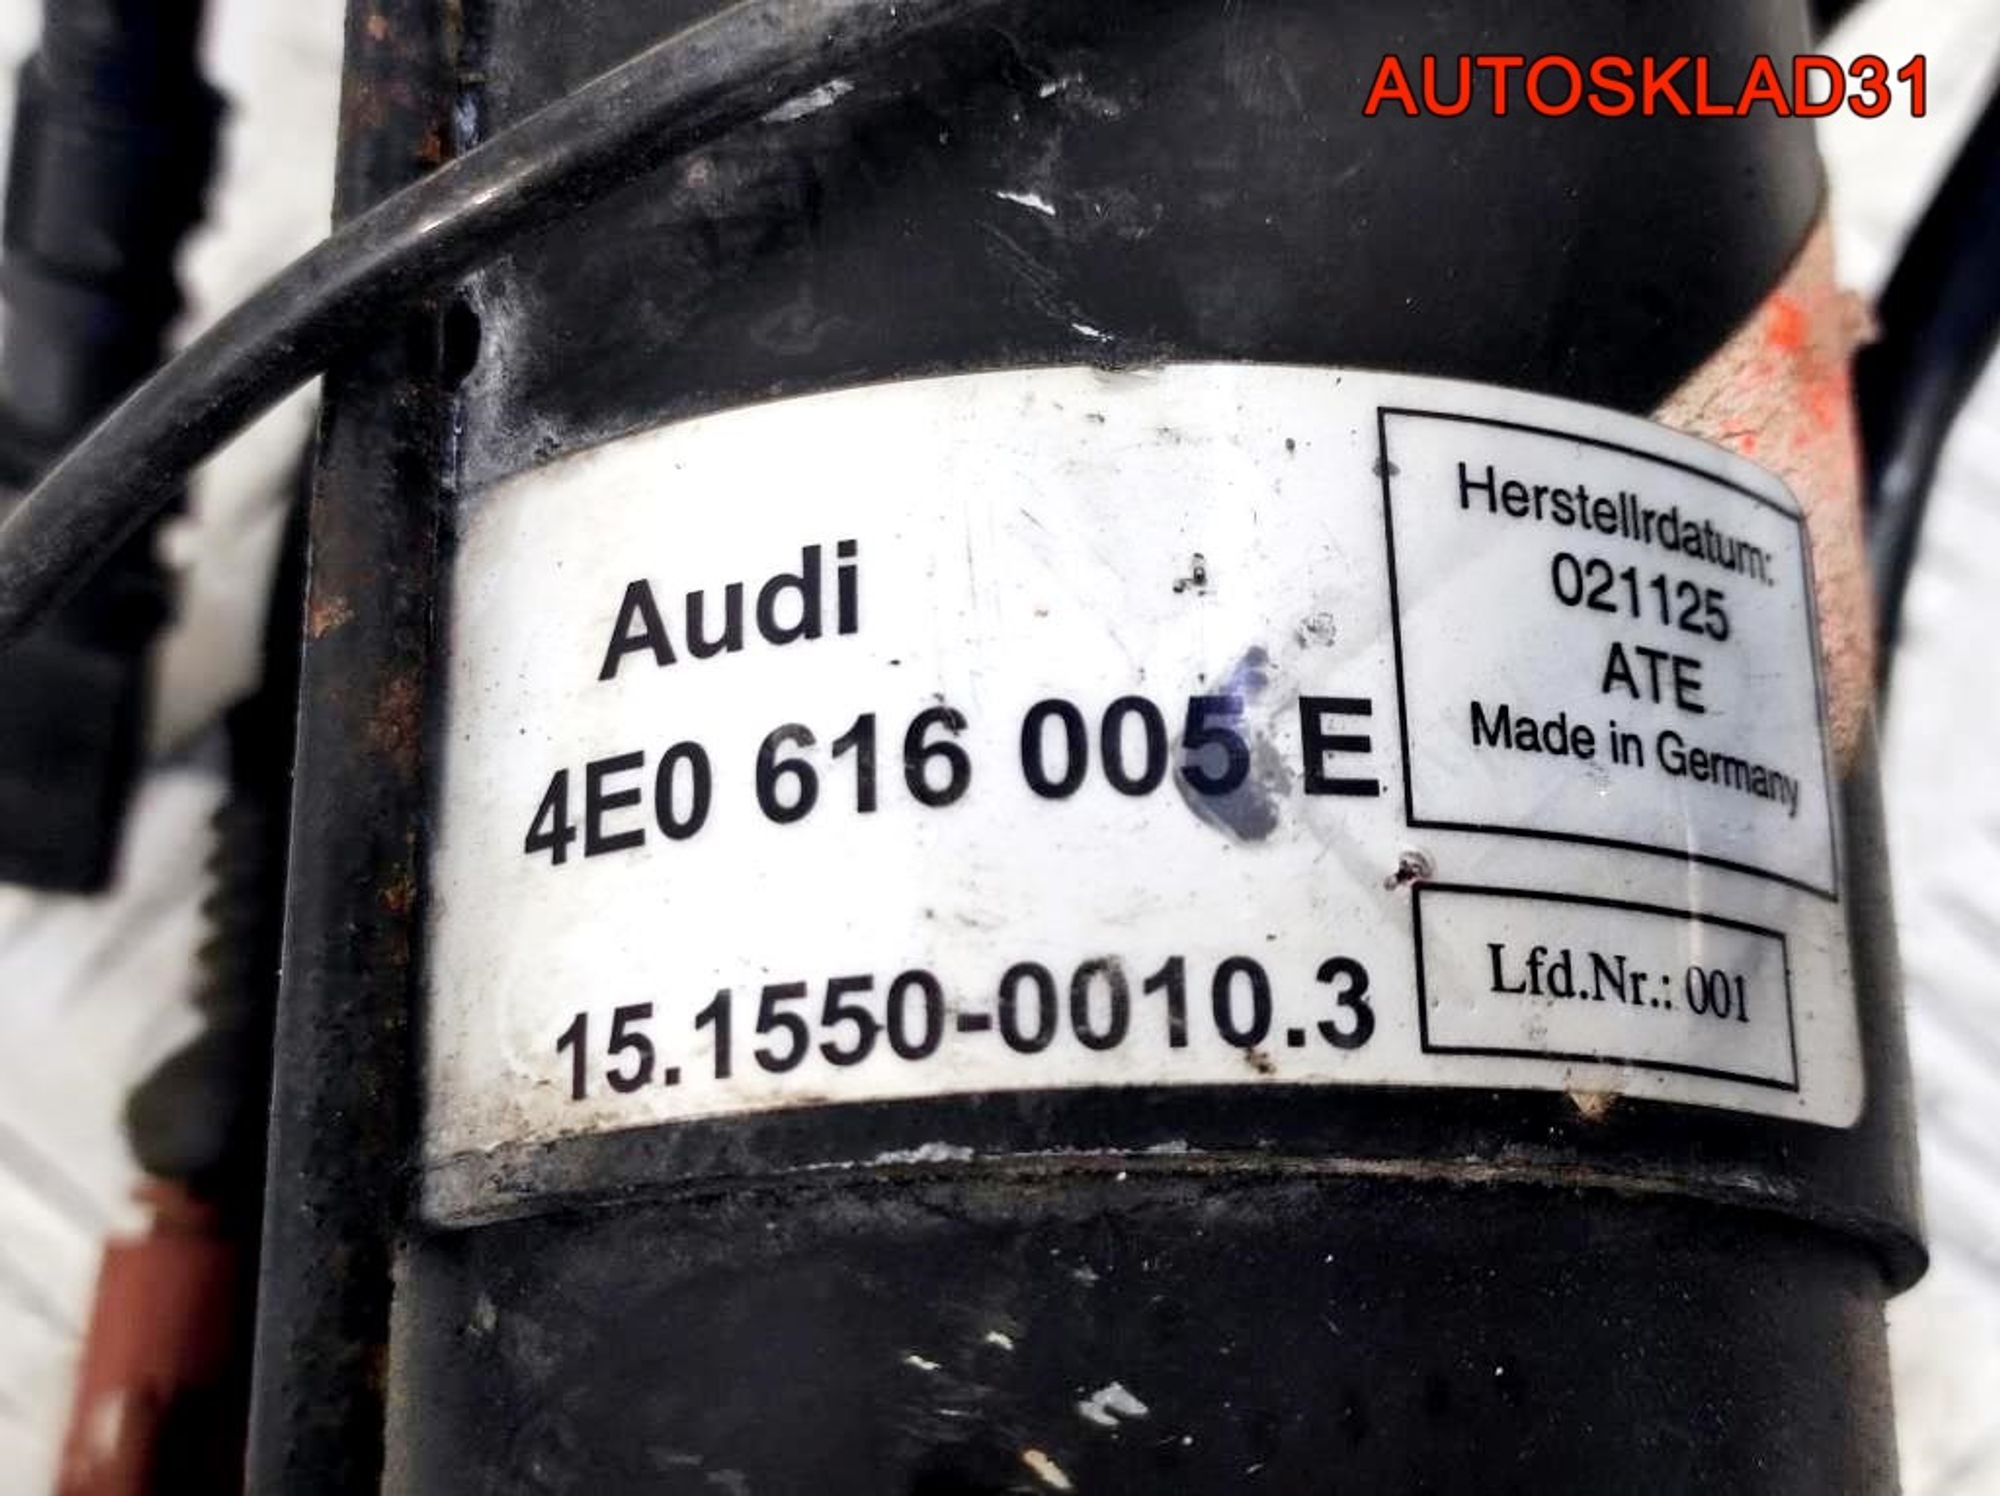 AUTOSKLAD31
Audi
4E0 616 005 E
15.1550-0010.3
Herstellrdatum:
021125
ATE
Made in Germany
Lfd.Nr.: 001